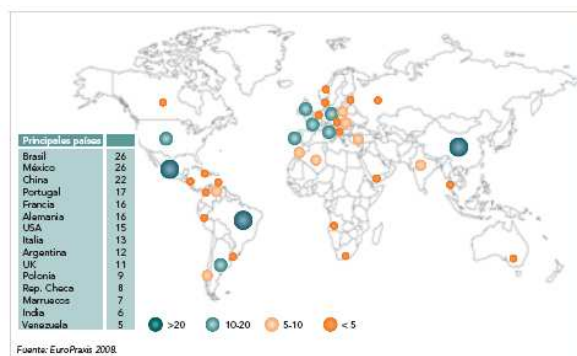 Principales países
Brasil 26
México 26
China 22
Portugal 17
Francia 16
Alemania 16
USA 15
Italia 13
Argentina 12
UK 11
Polonia 9
Rep. Checa 8
Marruecos 7
India 6
Venezuela 5
>20 10-20 5-10 < 5
Fuente: EuroPraxis 2008.